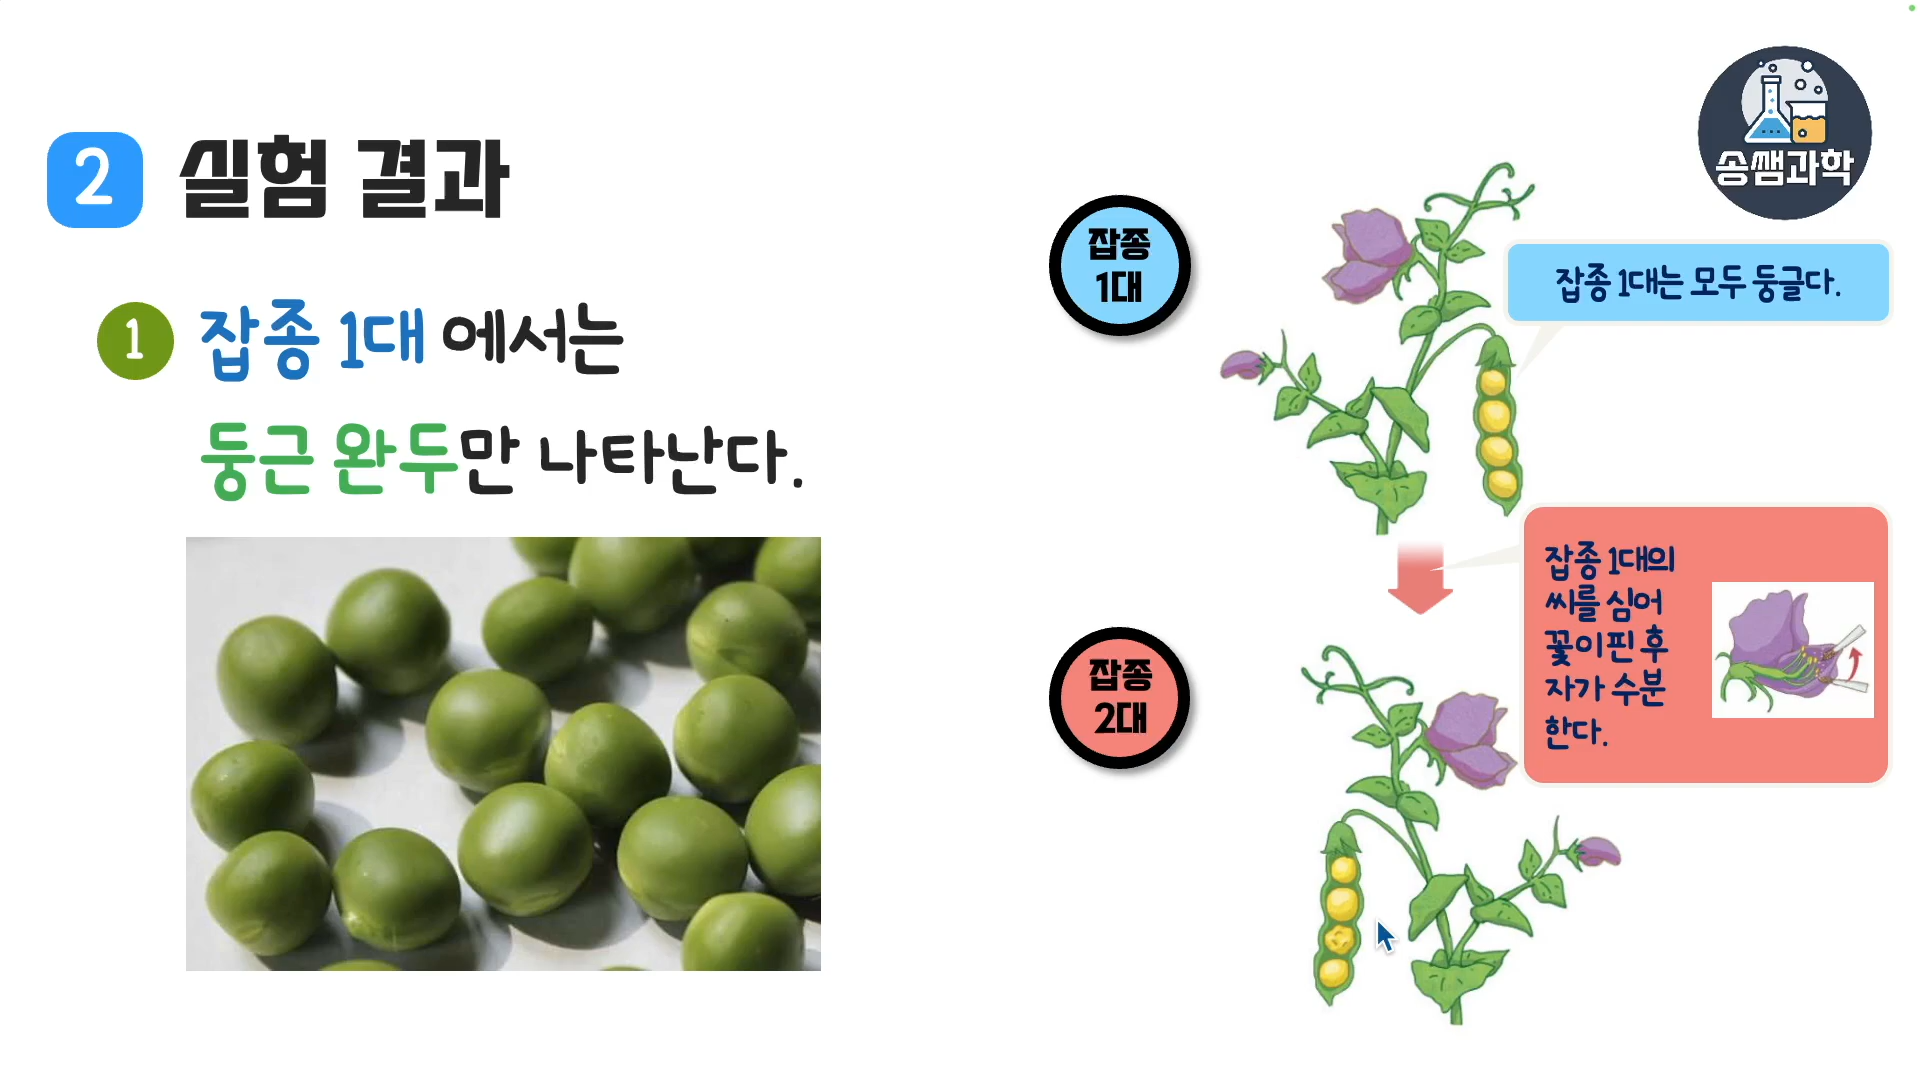 2 실험 결과
1 잡종 1대 에서는
둥근 완두만 나타난다.
송쌤과학
잡종
1대
잡종 1대는 모두 둥글다.
잡종 1대의
씨를 심어
꽃이 핀 후
자가 수분
한다.
잡종
2대